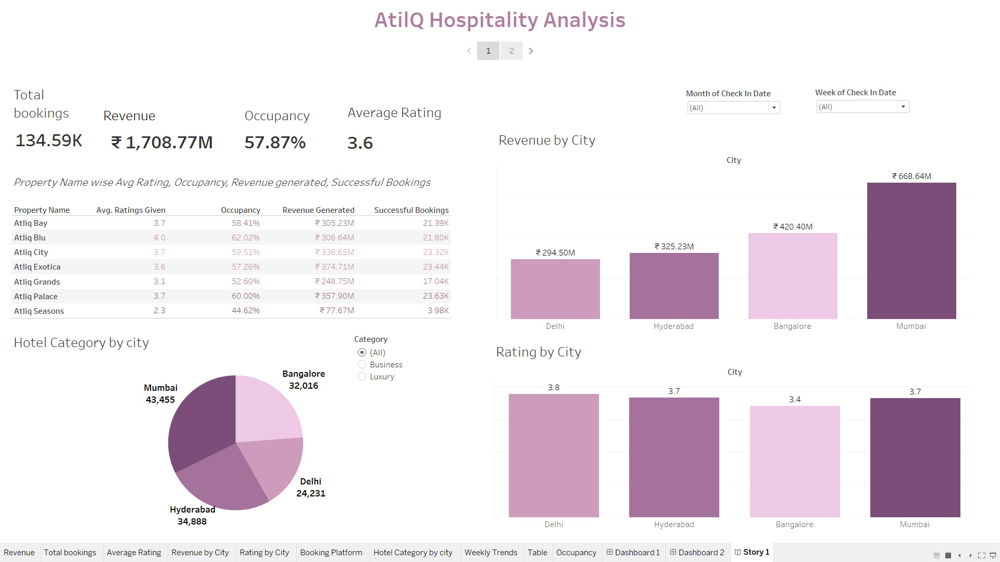 AtilQ Hospitality Analysis
1 2
Total bookings
134.59K
Revenue
₹ 1,708.77M
Occupancy
57.87%
Average Rating
3.6
Month of Check In Date
(All)
Week of Check In Date
(All)
Property Name wise Avg Rating, Occupancy, Revenue generated, Successful Bookings
Property Name Avg. Ratings Given Occupancy Revenue Generated Successful Bookings
Atliq Bay 3.7 58.41% ₹ 305.23M 21.39K
Atliq Blu 4.0 62.02% ₹ 306.64M 21.80K
Atliq City 3.7 59.51% ₹ 336.65M 23.32K
Atliq Exotica 3.6 57.26% ₹ 374.71M 23.44K
Atliq Grands 3.1 52.60% ₹ 248.75M 17.04K
Atliq Palace 3.7 60.00% ₹ 357.90M 23.63K
Atliq Seasons 2.3 44.62% ₹ 77.67M 3.98K
Revenue by City
City
₹ 294.50M ₹ 325.23M ₹ 420.40M ₹ 668.64M
Delhi Hyderabad Bangalore Mumbai
Hotel Category by city
Category
(All)
Business
Luxury
Bangalore
32,016
Mumbai
43,455
Delhi
24,231
Hyderabad
34,888
Rating by City
City
3.8 3.7 3.4 3.7
Delhi Hyderabad Bangalore Mumbai
Revenue Total bookings Average Rating Revenue by City Rating by City Booking Platform Hotel Category by city Weekly Trends Table Occupancy Dashboard 1 Dashboard 2 Story 1